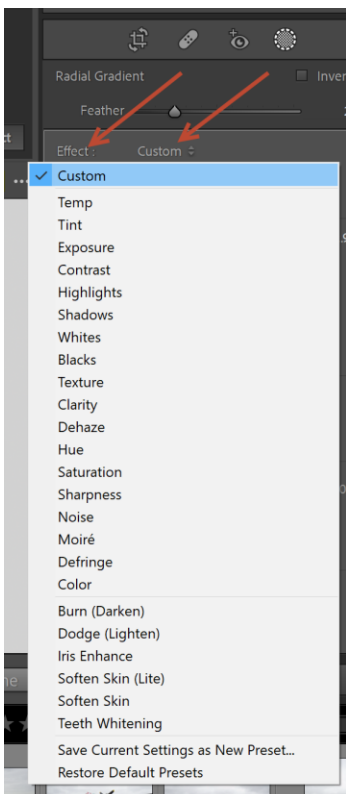 Radial Gradient Inver
Feather 2
Effect : Custom
Custom
Temp
Tint
Exposure
Contrast
Highlights
Shadows
Whites
Blacks
Texture
Clarity
Dehaze
Hue
Saturation
Sharpness
Noise
Moiré
Defringe
Color
Burn (Darken)
Dodge (Lighten)
Iris Enhance
Soften Skin (Lite)
Soften Skin
Teeth Whitening
Save Current Settings as New Preset...
Restore Default Presets